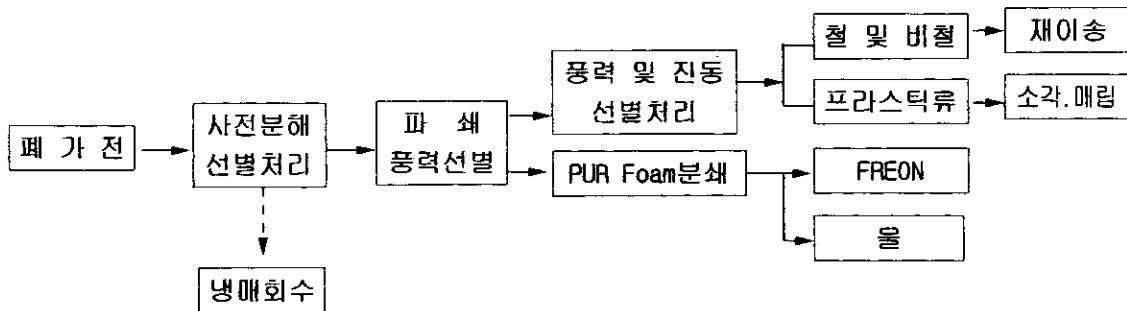 폐 가 전
사전분해
선별처리
냉매회수
파 쇄
풍력선별
풍력 및 진동
선별처리
PUR Foam분쇄
철 및 비철
프라스틱류
FREON
울
재이송
소각.매립